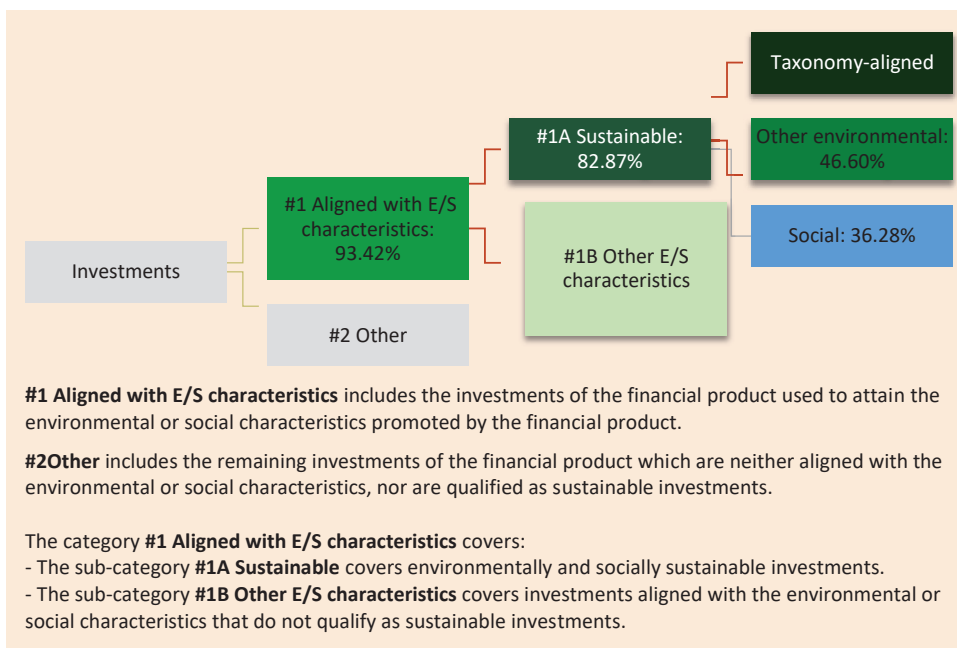 Taxonomy-aligned
#1A Sustainable:
82.87%
Other environmental:
46.60%
#1 Aligned with E/S
characteristics:
93.42%
Social: 36.28%
#1B Other E/S
characteristics
Investments
#2 Other
#1 Aligned with E/S characteristics includes the investments of the financial product used to attain the
environmental or social characteristics promoted by the financial product.
#2Other includes the remaining investments of the financial product which are neither aligned with the
environmental or social characteristics, nor are qualified as sustainable investments.
The category #1 Aligned with E/S characteristics covers:
- The sub-category #1A Sustainable covers environmentally and socially sustainable investments.
- The sub-category #1B Other E/S characteristics covers investments aligned with the environmental or
social characteristics that do not qualify as sustainable investments.